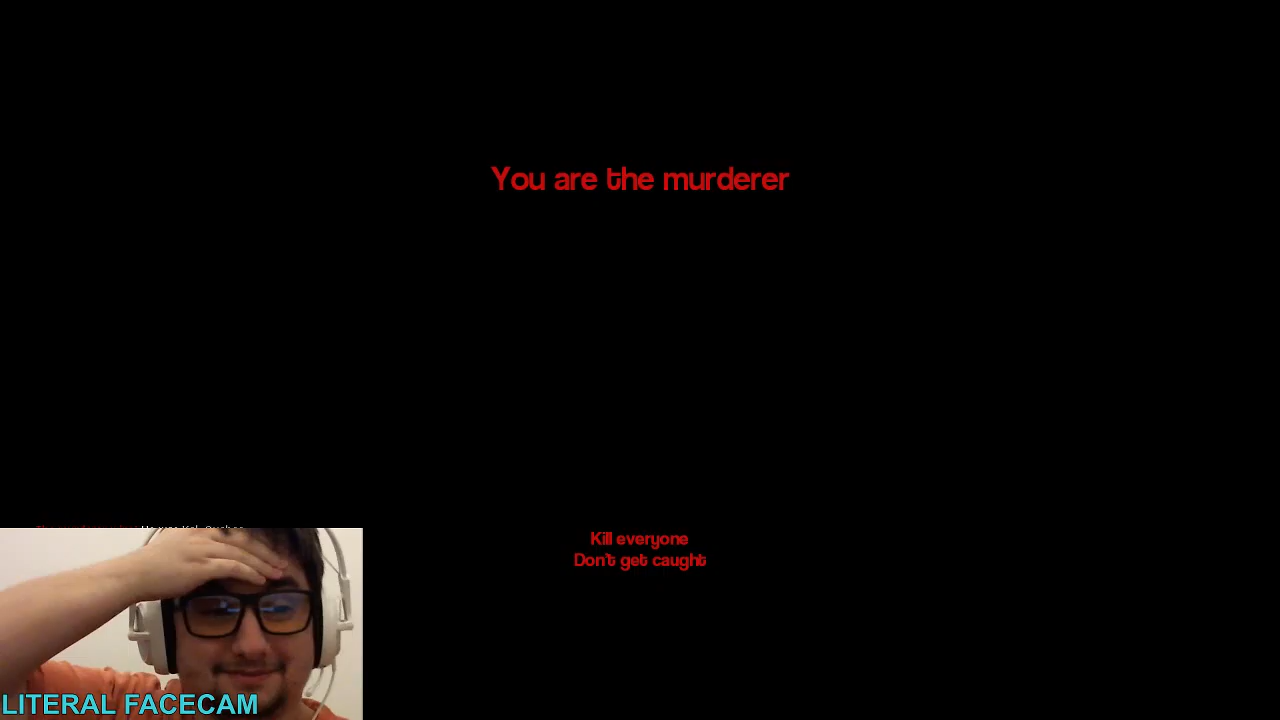 You are the murderer
Kill everyone
Don't get caught
LITERAL FACECAM